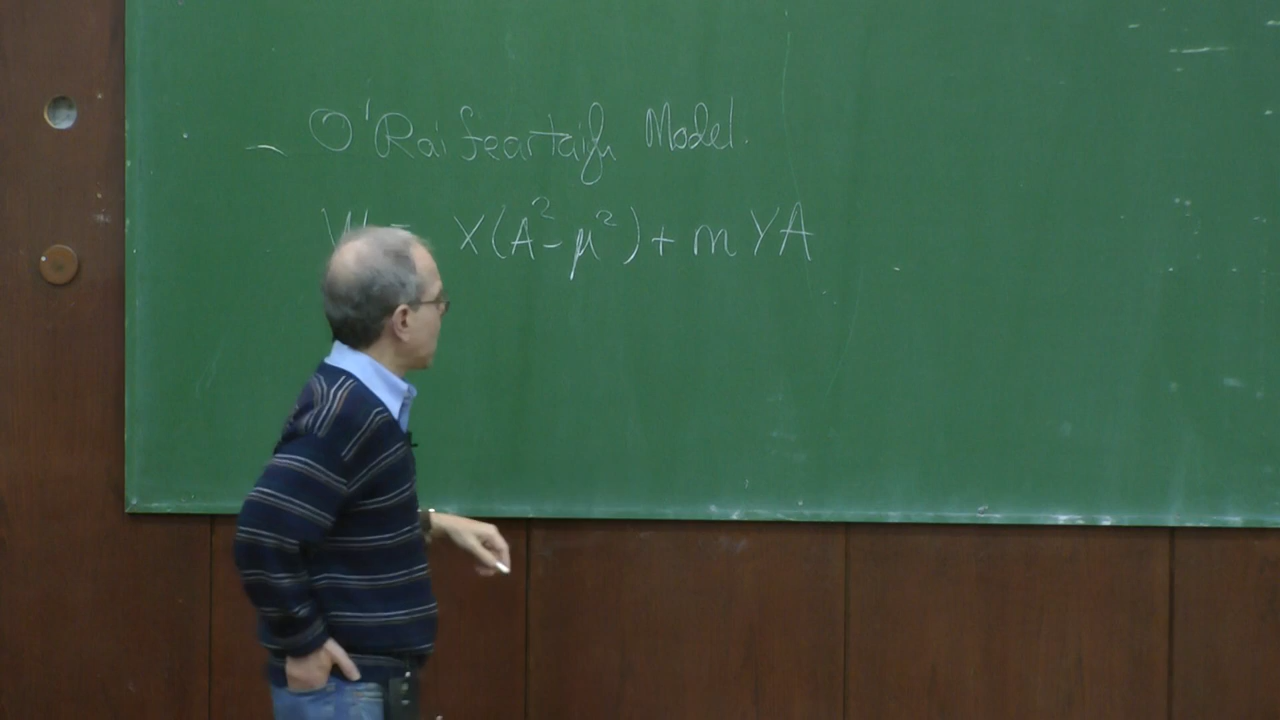 O'Raifeartaigh Model.
W = X(A² - μ²) + m YA